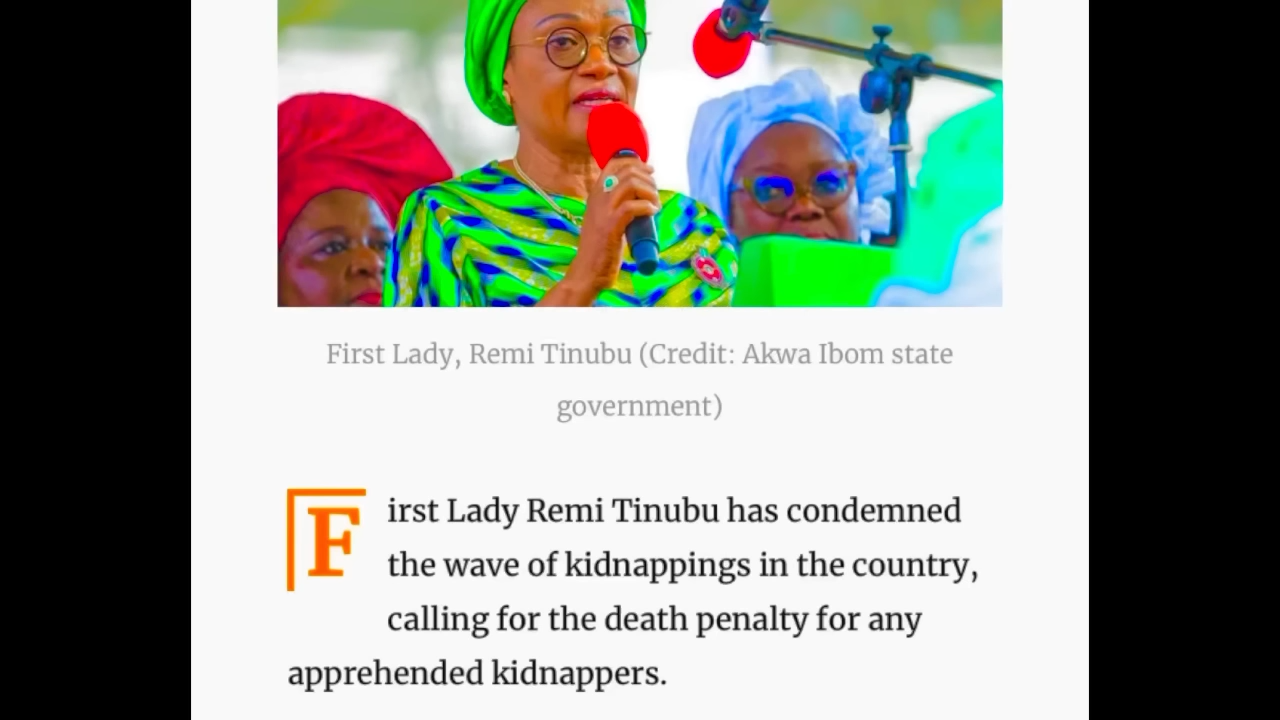 First Lady, Remi Tinubu (Credit: Akwa Ibom state
government)
First Lady Remi Tinubu has condemned
the wave of kidnappings in the country,
calling for the death penalty for any
apprehended kidnappers.